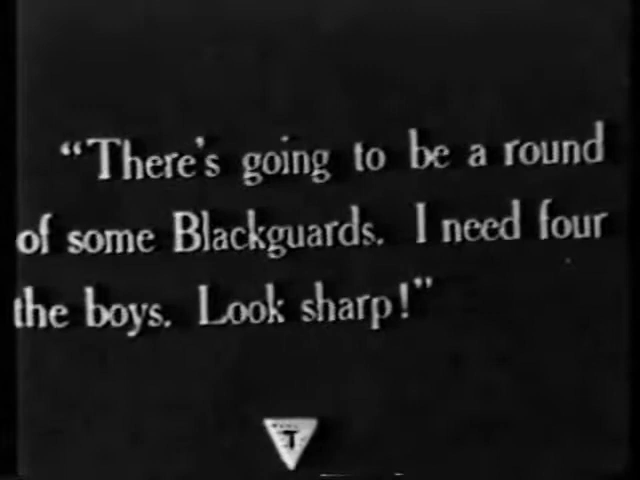 “There's going to be a round
of some Blackguards. I need four
the boys. Look sharp!”
T